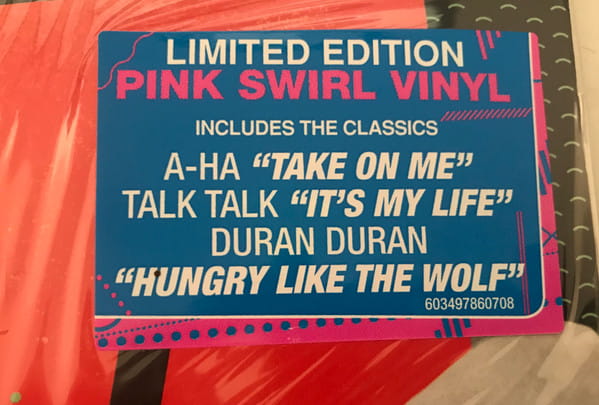 LIMITED EDITION
PINK SWIRL VINYL
INCLUDES THE CLASSICS
A-HA “TAKE ON ME”
TALK TALK “IT’S MY LIFE”
DURAN DURAN
“HUNGRY LIKE THE WOLF”
603497860708